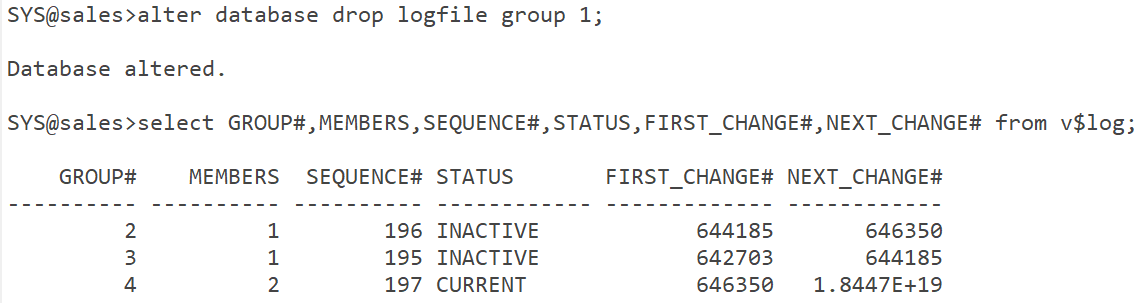 SYS@sales>alter database drop logfile group 1;
Database altered.
SYS@sales>select GROUP#,MEMBERS,SEQUENCE#,STATUS,FIRST_CHANGE#,NEXT_CHANGE# from v$log;
    GROUP#    MEMBERS  SEQUENCE# STATUS       FIRST_CHANGE# NEXT_CHANGE#
---------- ---------- ---------- ------------ ------------- ------------
         2          1        196 INACTIVE            644185       646350
         3          1        195 INACTIVE            642703       644185
         4          2        197 CURRENT             646350   1.8447E+19